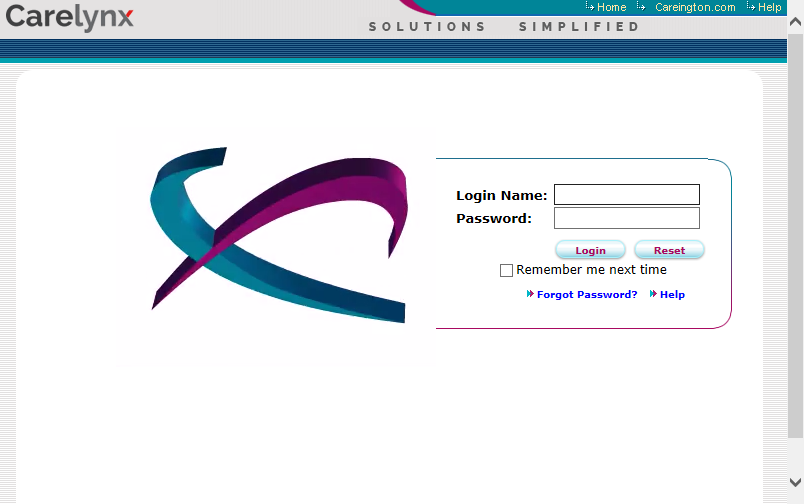 Carelynx
Home Careington.com Help
SOLUTIONS SIMPLIFIED
Login Name:
Password:
Login Reset
Remember me next time
Forgot Password? Help